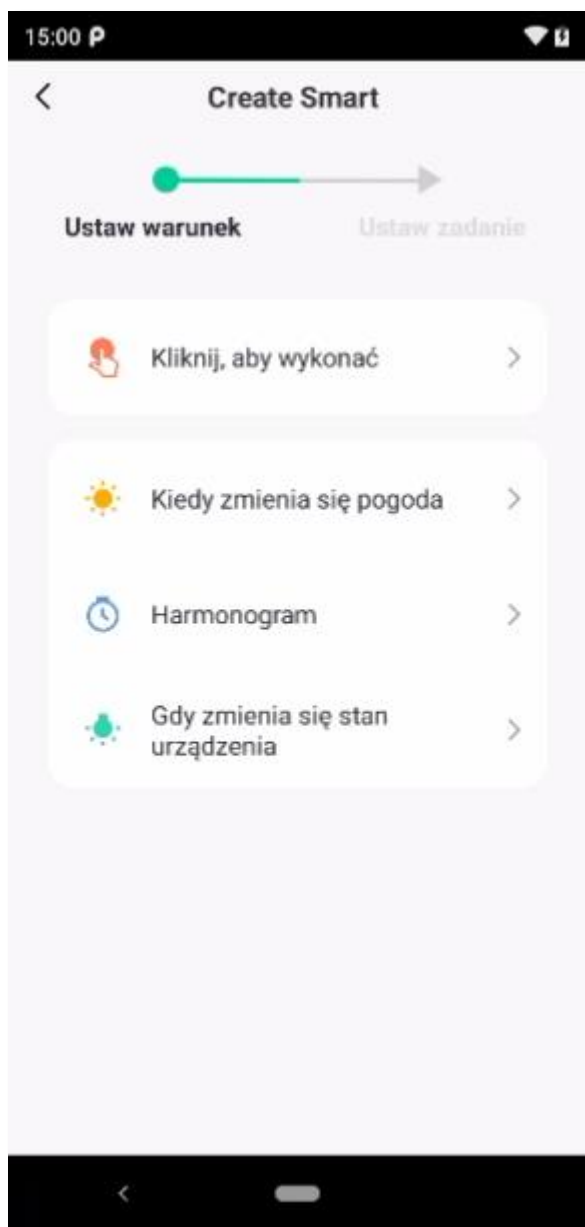 15:00 P
Create Smart
Ustaw warunek
Ustaw zadanie
Kliknij, aby wykonać
Kiedy zmienia się pogoda
Harmonogram
Gdy zmienia się stan
urządzenia